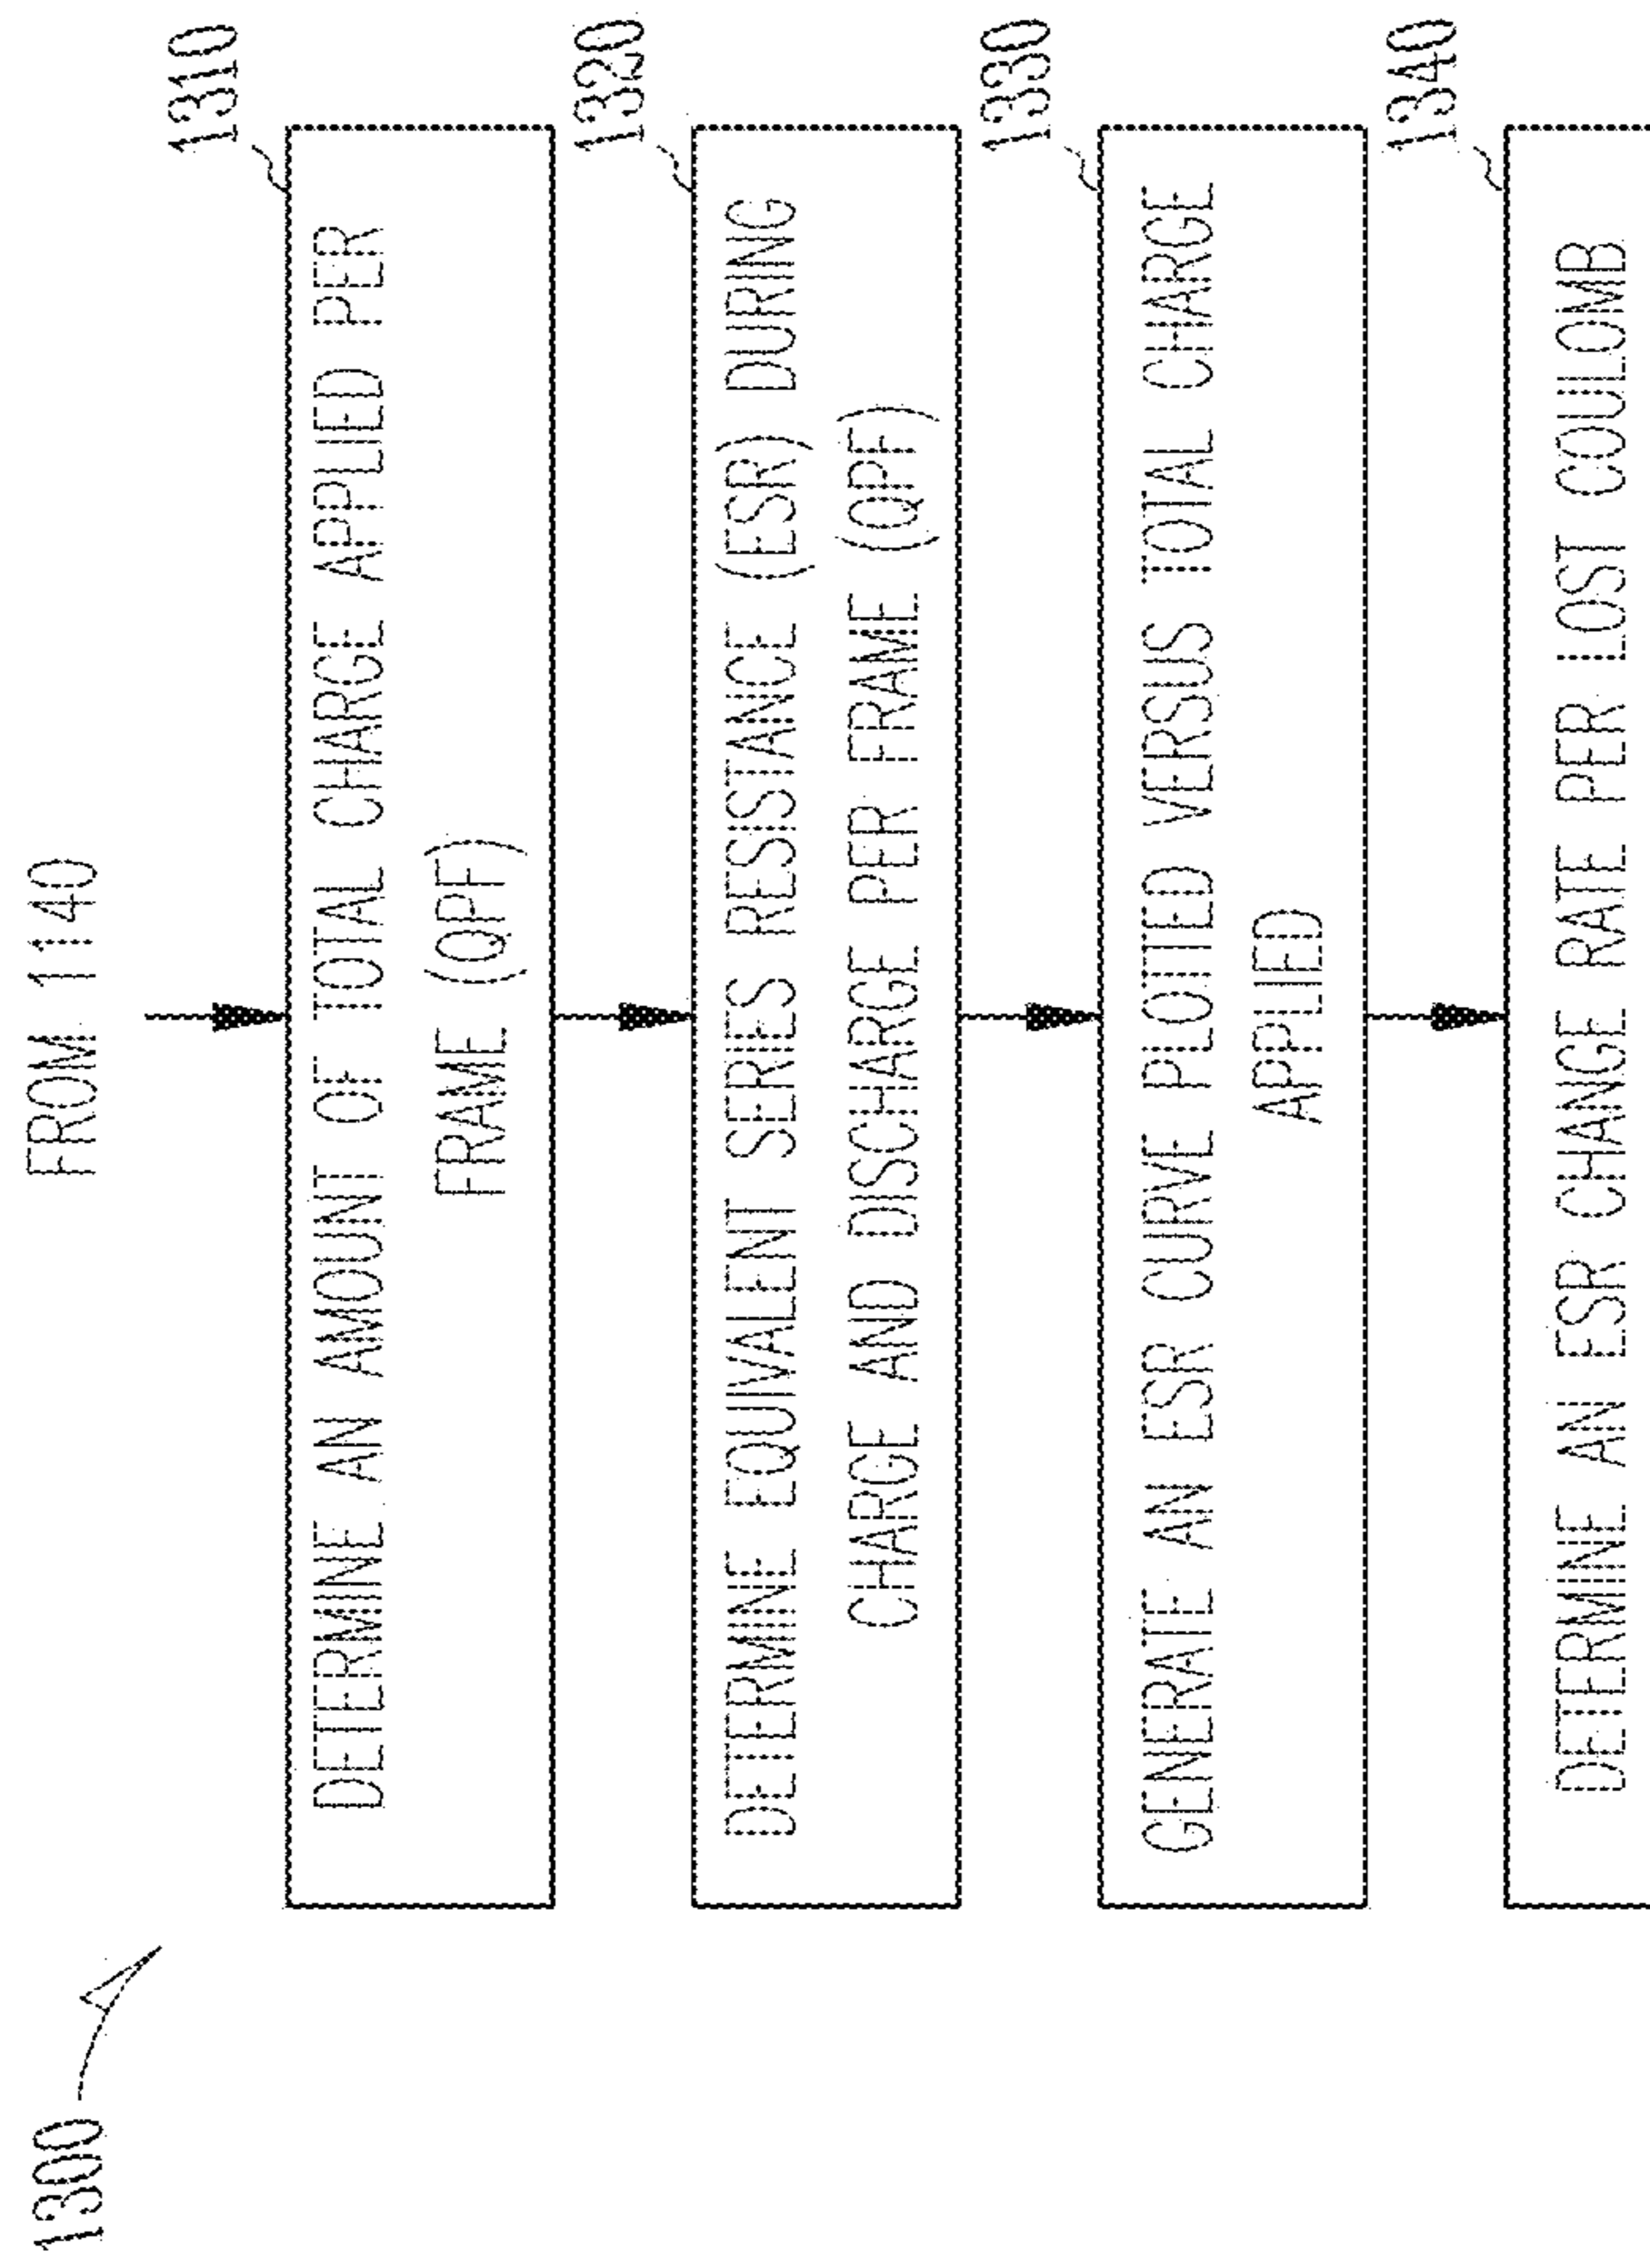 1300
FROM 1140
1310
DETERMINE AN AMOUNT OF TOTAL CHARGE APPLIED PER
FRAME (QPF)
1320
DETERMINE EQUIVALENT SERIES RESISTANCE (ESR) DURING
CHARGE AND DISCHARGE PER FRAME (QPF)
1330
GENERATE AN ESR CURVE PLOTTED VERSUS TOTAL CHARGE
APPLIED
1340
DETERMINE AN ESR CHANGE RATE PER LOST COULOMB